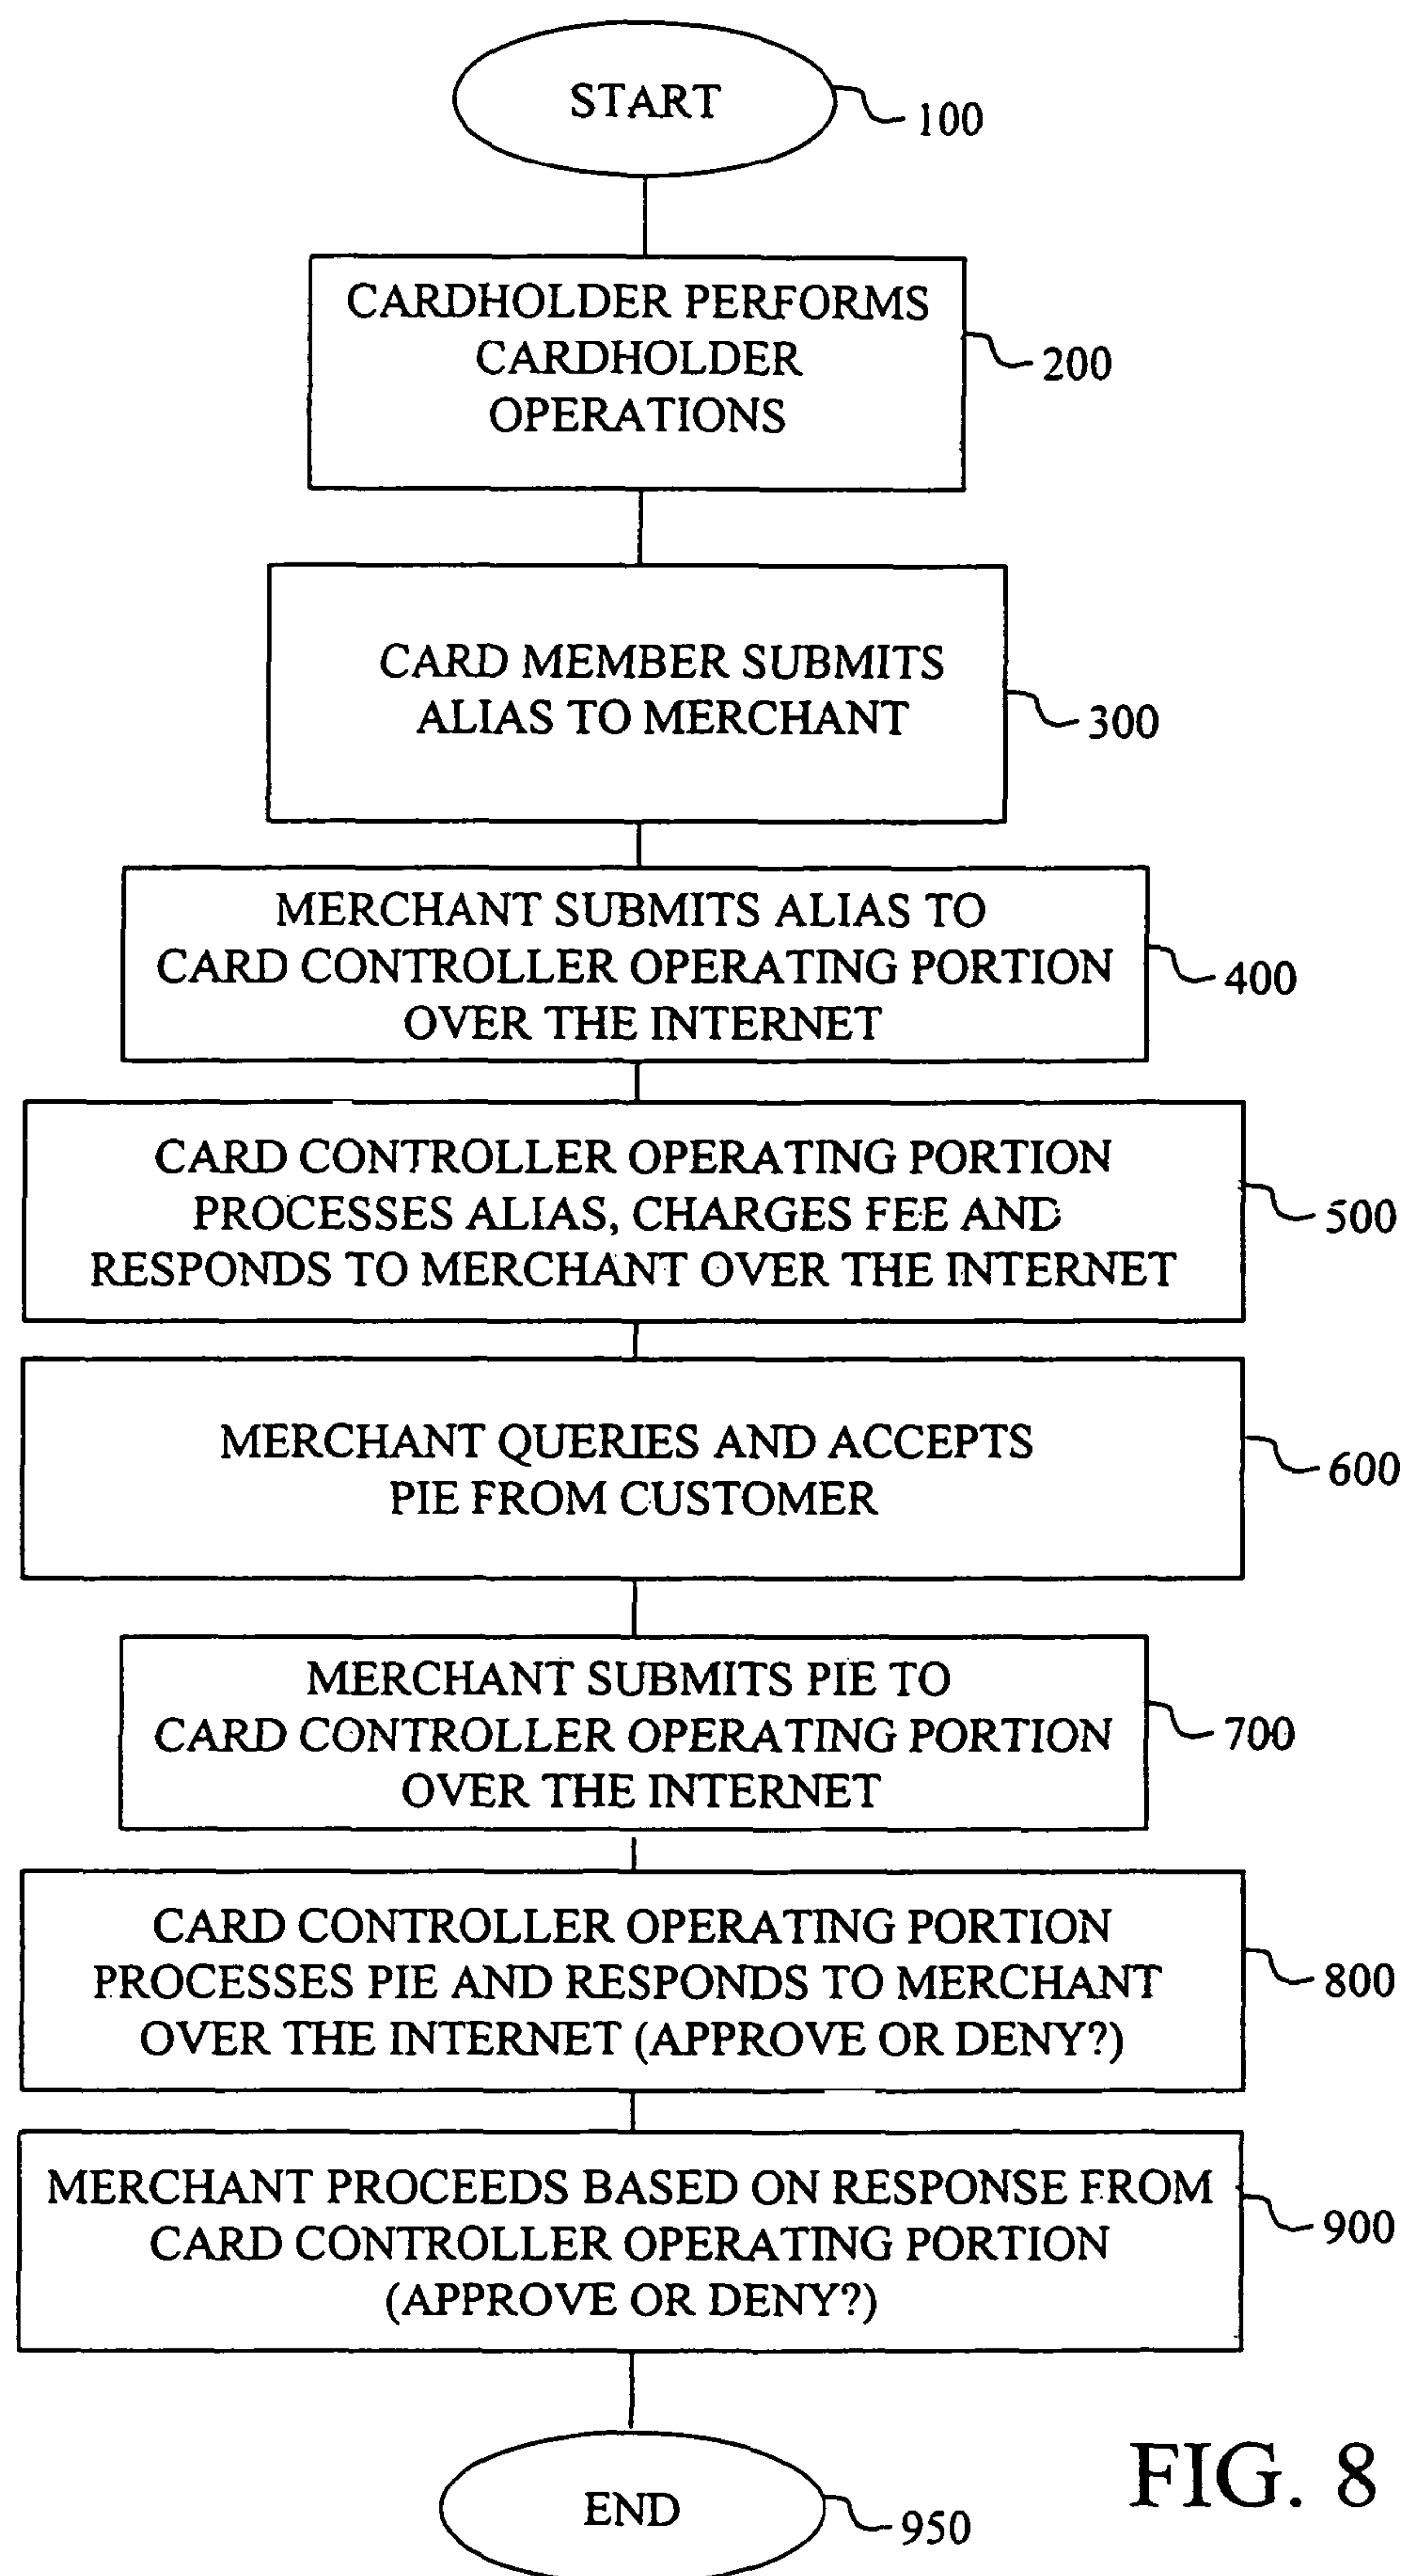 START
100
CARDHOLDER PERFORMS
CARDHOLDER
OPERATIONS
200
CARD MEMBER SUBMITS
ALIAS TO MERCHANT
300
MERCHANT SUBMITS ALIAS TO
CARD CONTROLLER OPERATING PORTION
OVER THE INTERNET
400
CARD CONTROLLER OPERATING PORTION
PROCESSES ALIAS, CHARGES FEE AND
RESPONDS TO MERCHANT OVER THE INTERNET
500
MERCHANT QUERIES AND ACCEPTS
PIE FROM CUSTOMER
600
MERCHANT SUBMITS PIE TO
CARD CONTROLLER OPERATING PORTION
OVER THE INTERNET
700
CARD CONTROLLER OPERATING PORTION
PROCESSES PIE AND RESPONDS TO MERCHANT
OVER THE INTERNET (APPROVE OR DENY?)
800
MERCHANT PROCEEDS BASED ON RESPONSE FROM
CARD CONTROLLER OPERATING PORTION
(APPROVE OR DENY?)
900
END
950
FIG. 8